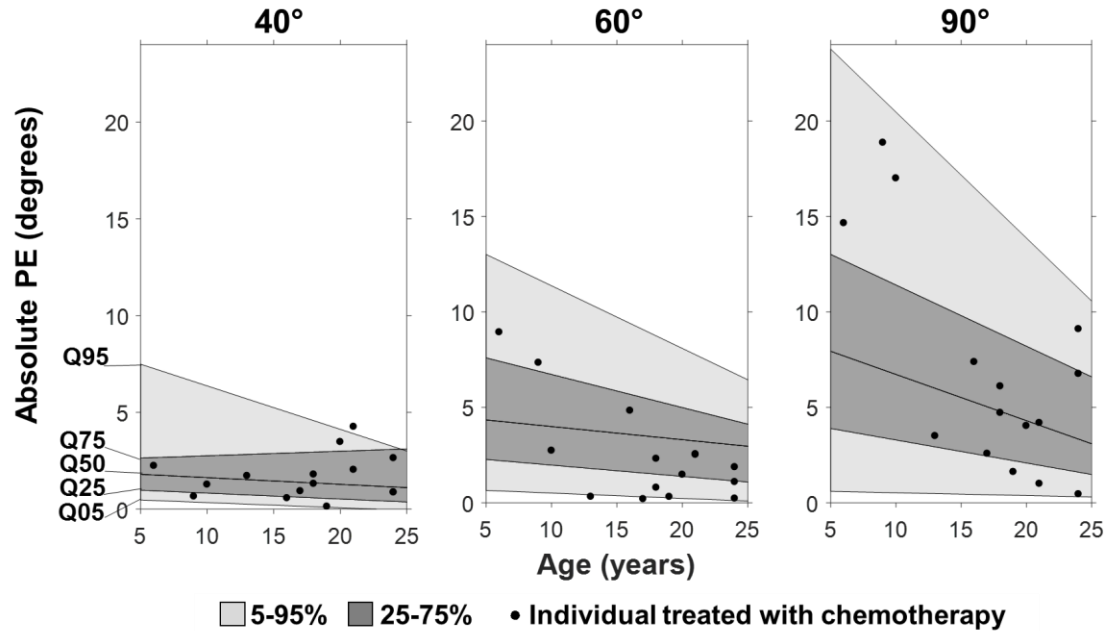 40° 60° 90°
Absolute PE (degrees)
20 20 20
15 15 15
10 10 10
Q95
5 5 5
Q75
Q50
Q25
Q05
0 0 0
5 10 15 20 25 5 10 15 20 25 5 10 15 20 25
Age (years)
5-95% 25-75% Individual treated with chemotherapy